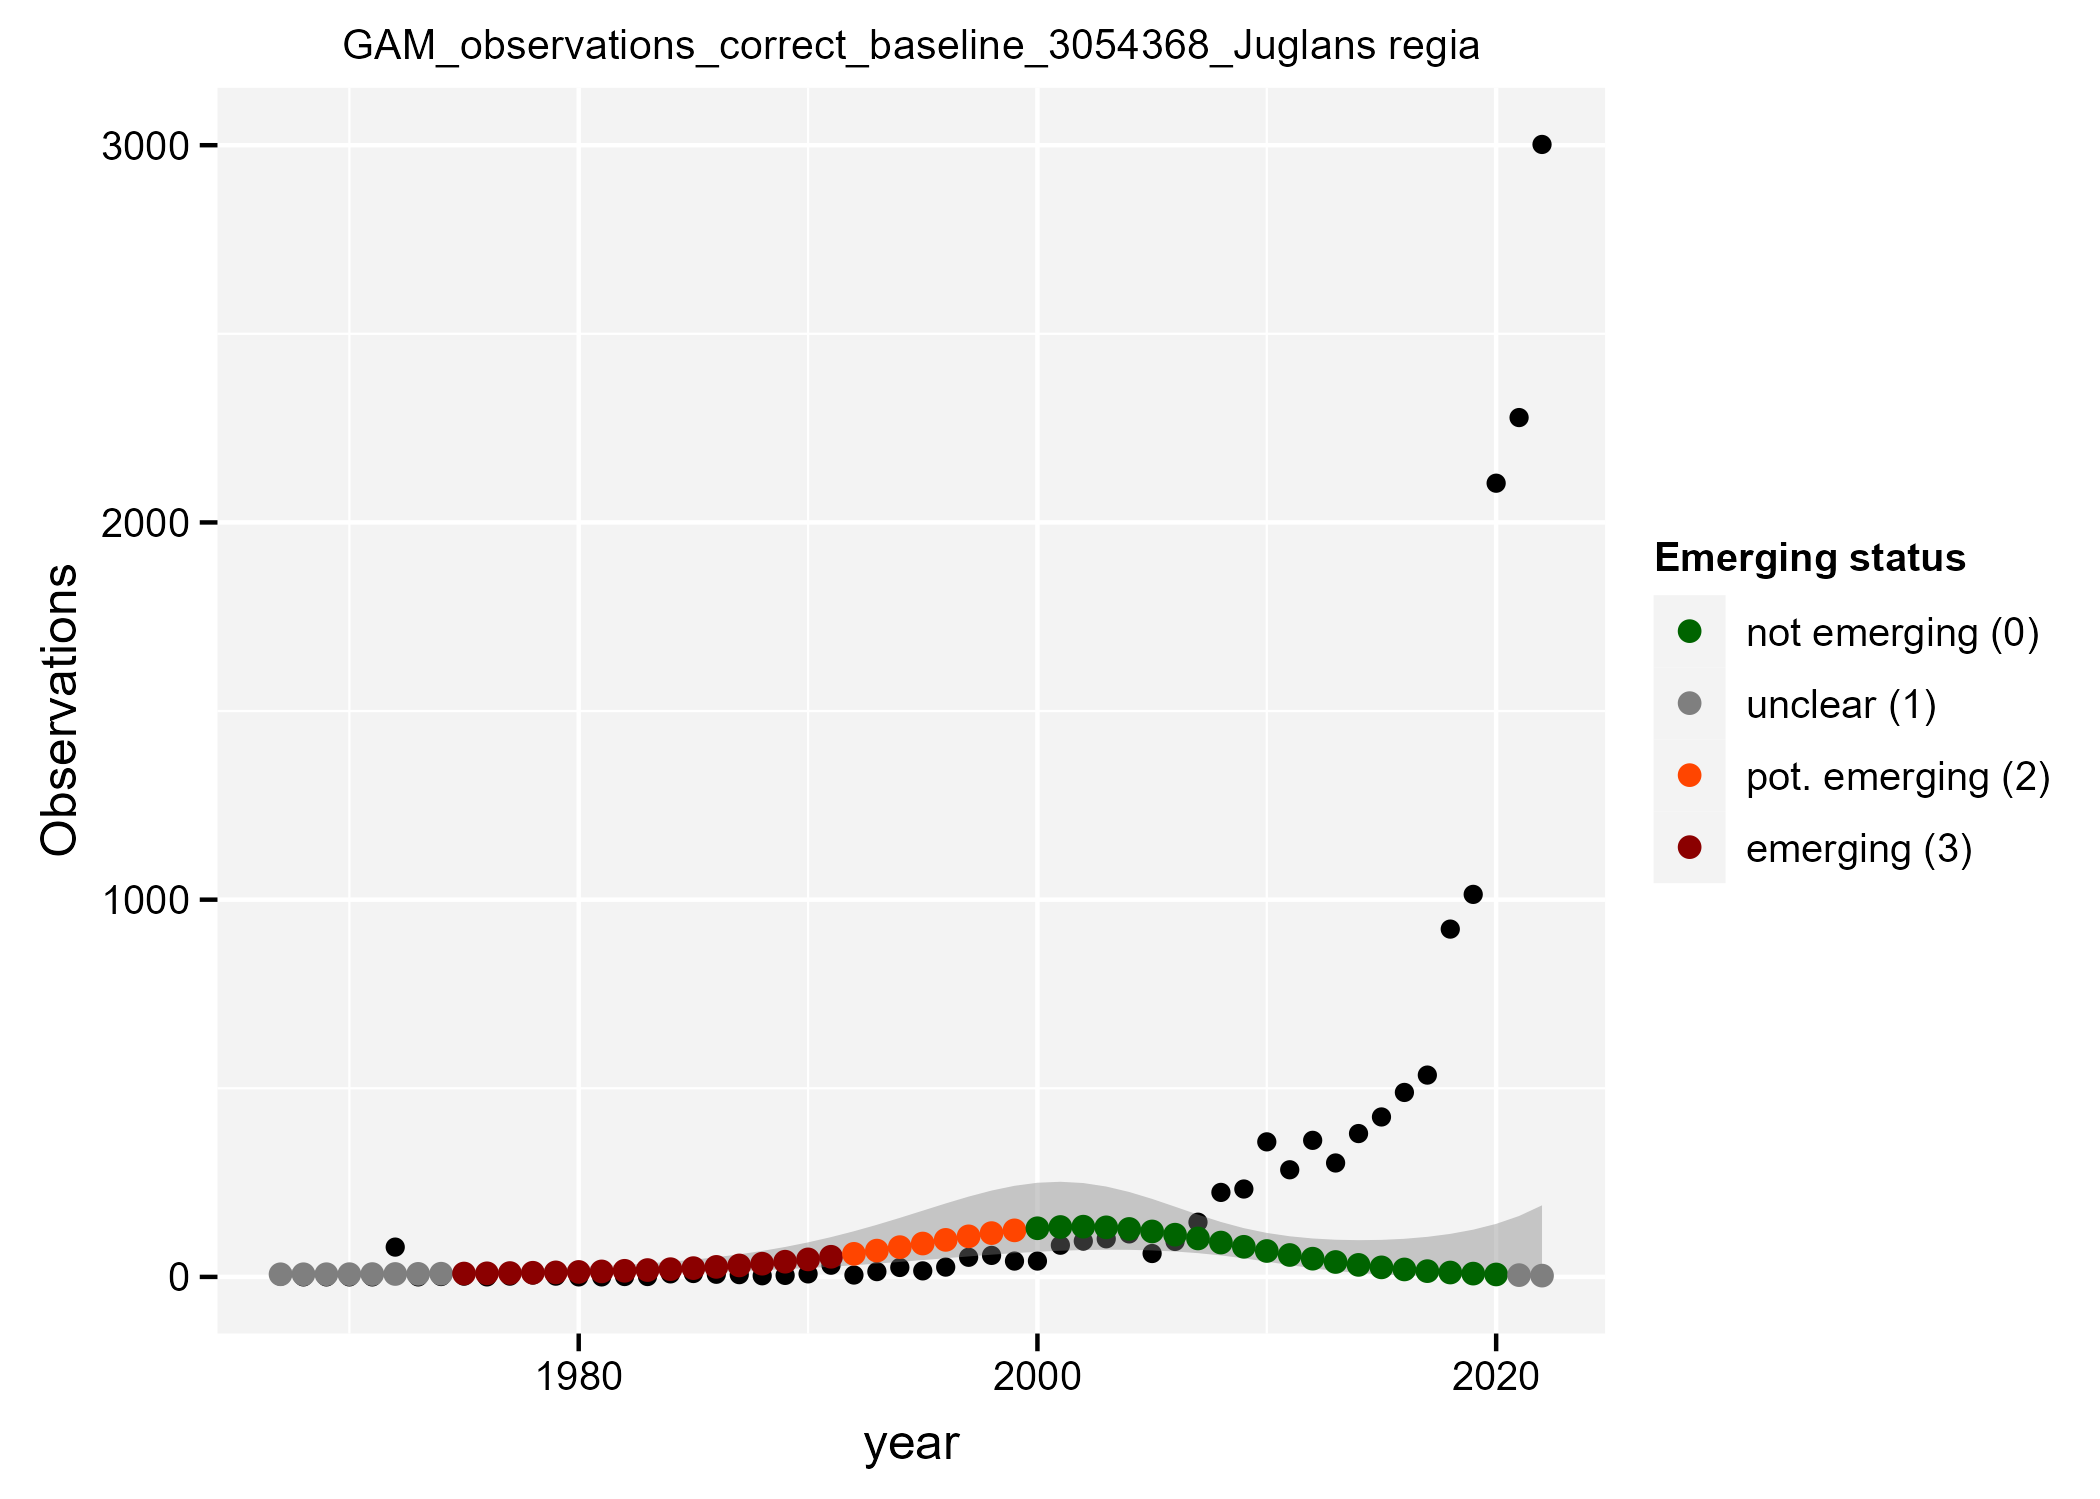 GAM_observations_correct_baseline_3054368_Juglans regia
3000
2000
1000
0
Observations
1980
2000
2020
year
Emerging status
not emerging (0)
unclear (1)
pot. emerging (2)
emerging (3)